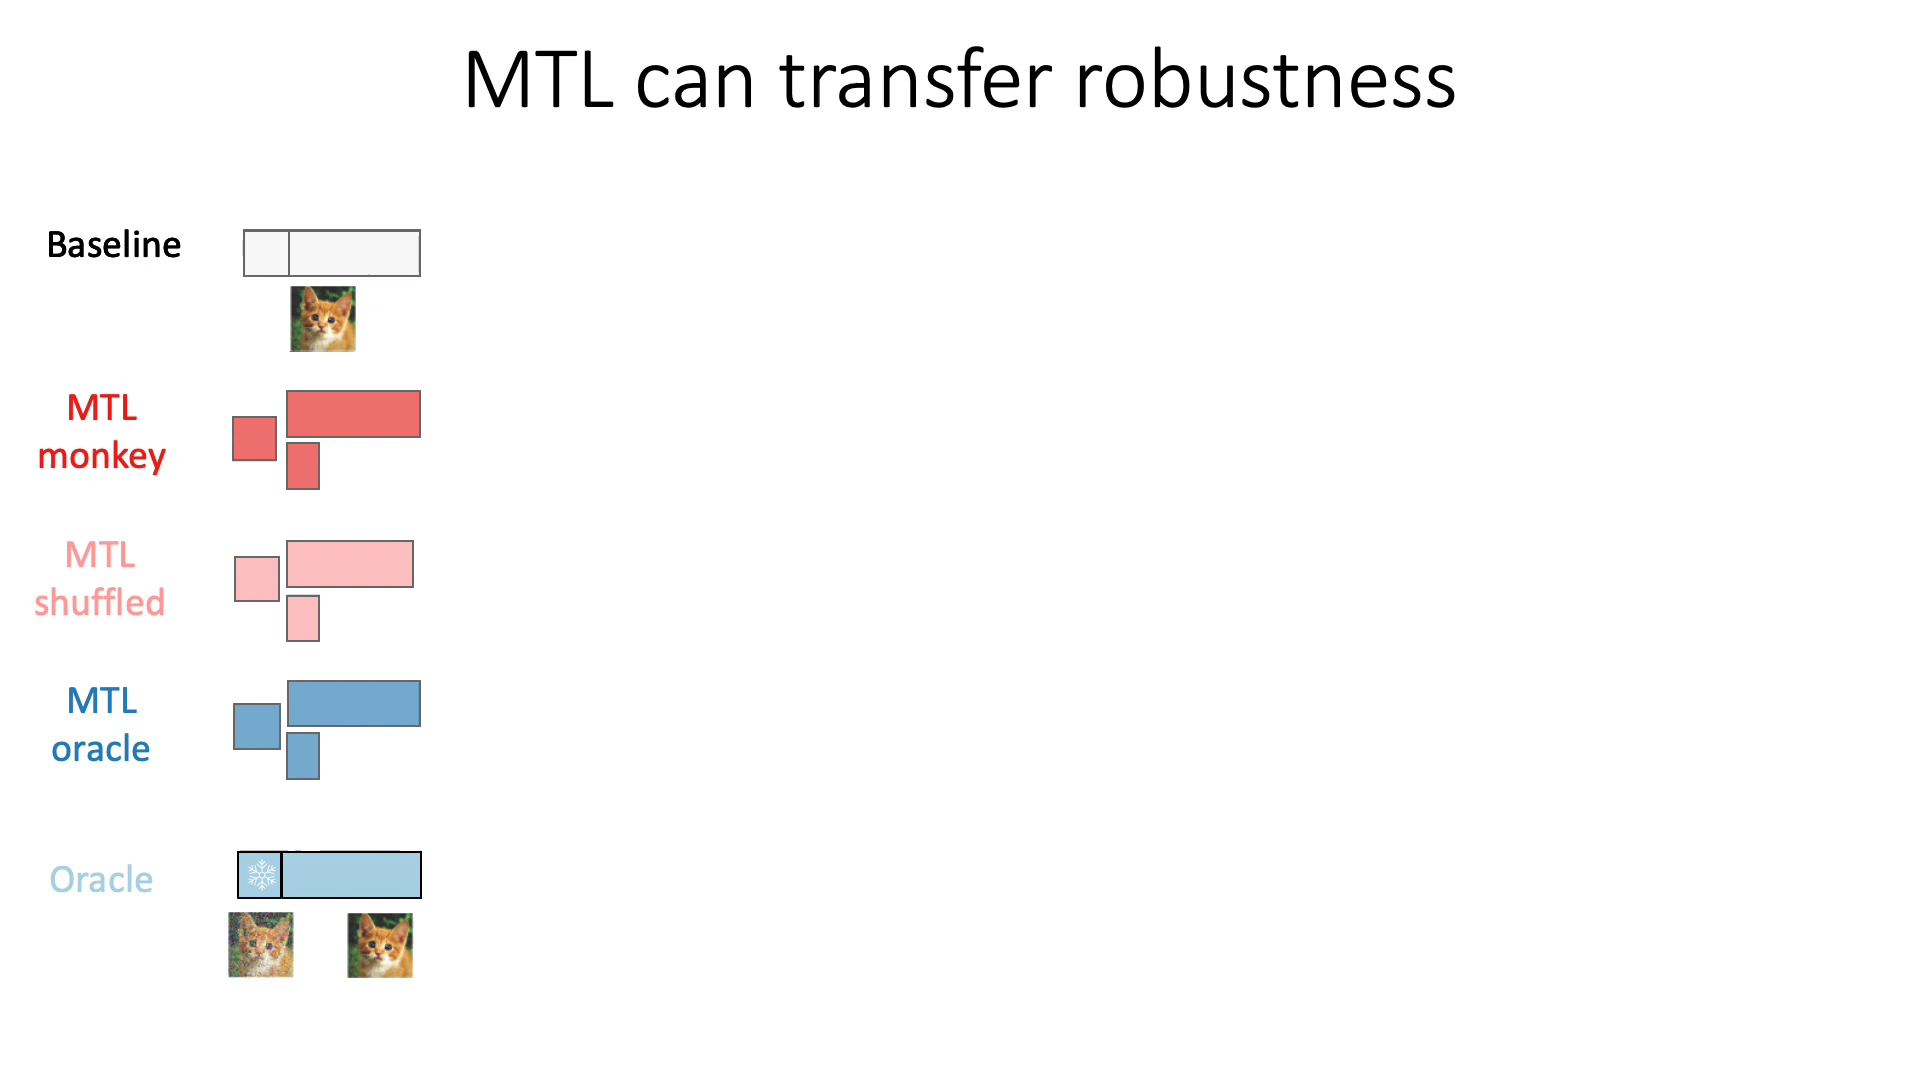 MTL can transfer robustness
Baseline
MTL
monkey
MTL
shuffled
MTL
oracle
Oracle